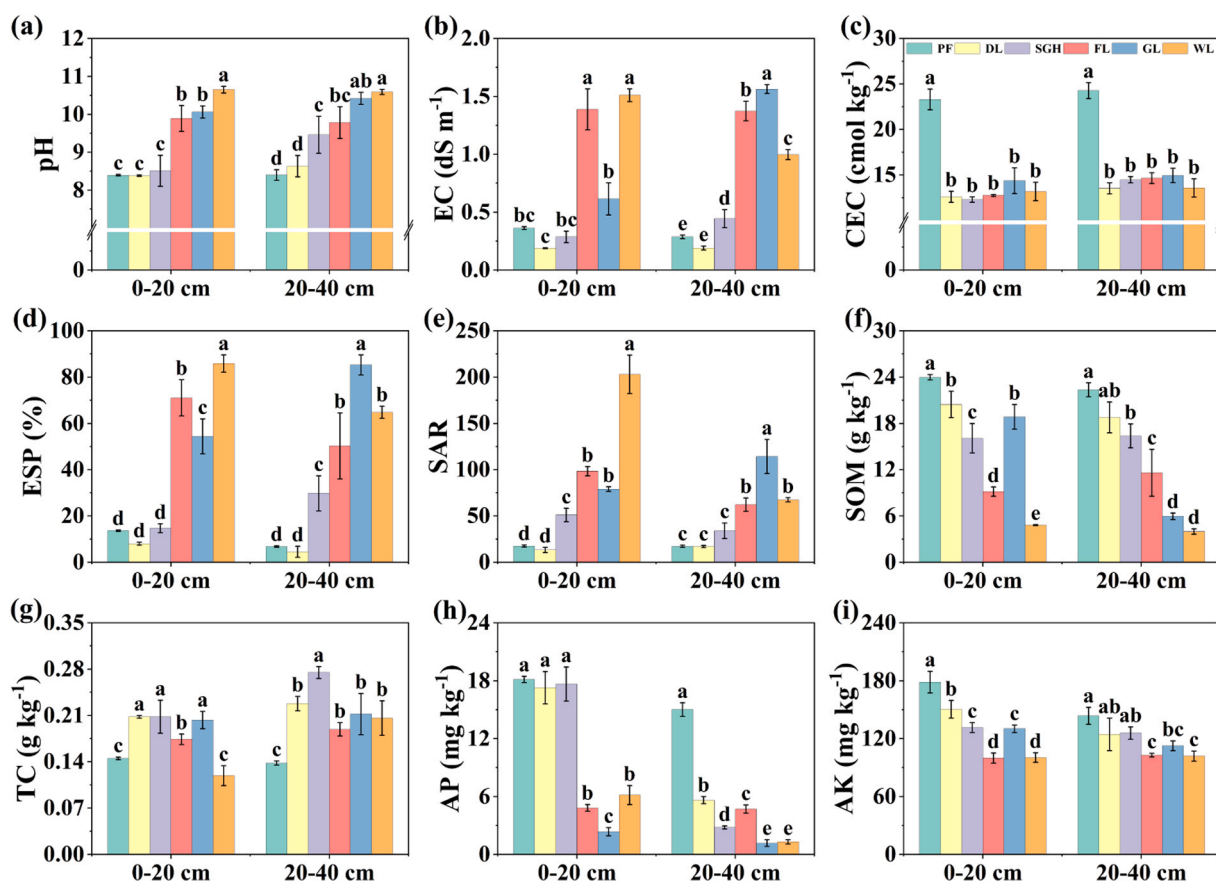 (a)
12
11
10
9
8
0
pH
c c c b b a
d d c bc ab a
0-20 cm 20-40 cm
(b)
2.0
1.5
1.0
0.5
0.0
EC (dS m⁻¹)
bc c bc a b a
e e d b a c
0-20 cm 20-40 cm
(c)
30
25
20
15
0
CEC (cmol kg⁻¹)
PF DL SGH FL GL WL
a b b b b b
a b b b b b
0-20 cm 20-40 cm
(d)
100
80
60
40
20
0
ESP (%)
d d d b c a
d d c b a b
0-20 cm 20-40 cm
(e)
250
200
150
100
50
0
SAR
d d c b b a
c c c b a b
0-20 cm 20-40 cm
(f)
30
24
18
12
6
0
SOM (g kg⁻¹)
a b c d b e
a ab b c d d
0-20 cm 20-40 cm
(g)
0.35
0.28
0.21
0.14
0.07
0.00
TC (g kg⁻¹)
c a a b a c
c b a b b b
0-20 cm 20-40 cm
(h)
24
18
12
6
0
AP (mg kg⁻¹)
a a a b c b
a b d c e e
0-20 cm 20-40 cm
(i)
240
180
120
60
0
AK (mg kg⁻¹)
a b c d c d
a ab ab c bc c
0-20 cm 20-40 cm